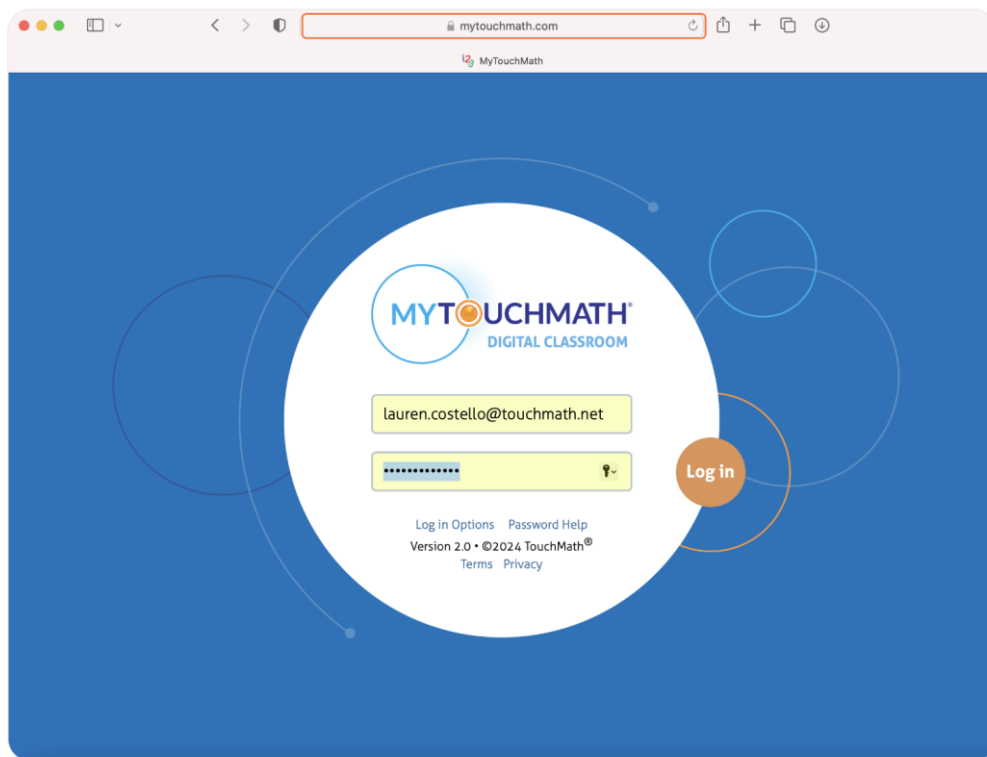 mytouchmath.com
MyTouchMath
MYTOUCHMATH®
DIGITAL CLASSROOM
lauren.costello@touchmath.net
•••••••••••••
Log in
Log in Options Password Help
Version 2.0 • ©2024 TouchMath®
Terms Privacy